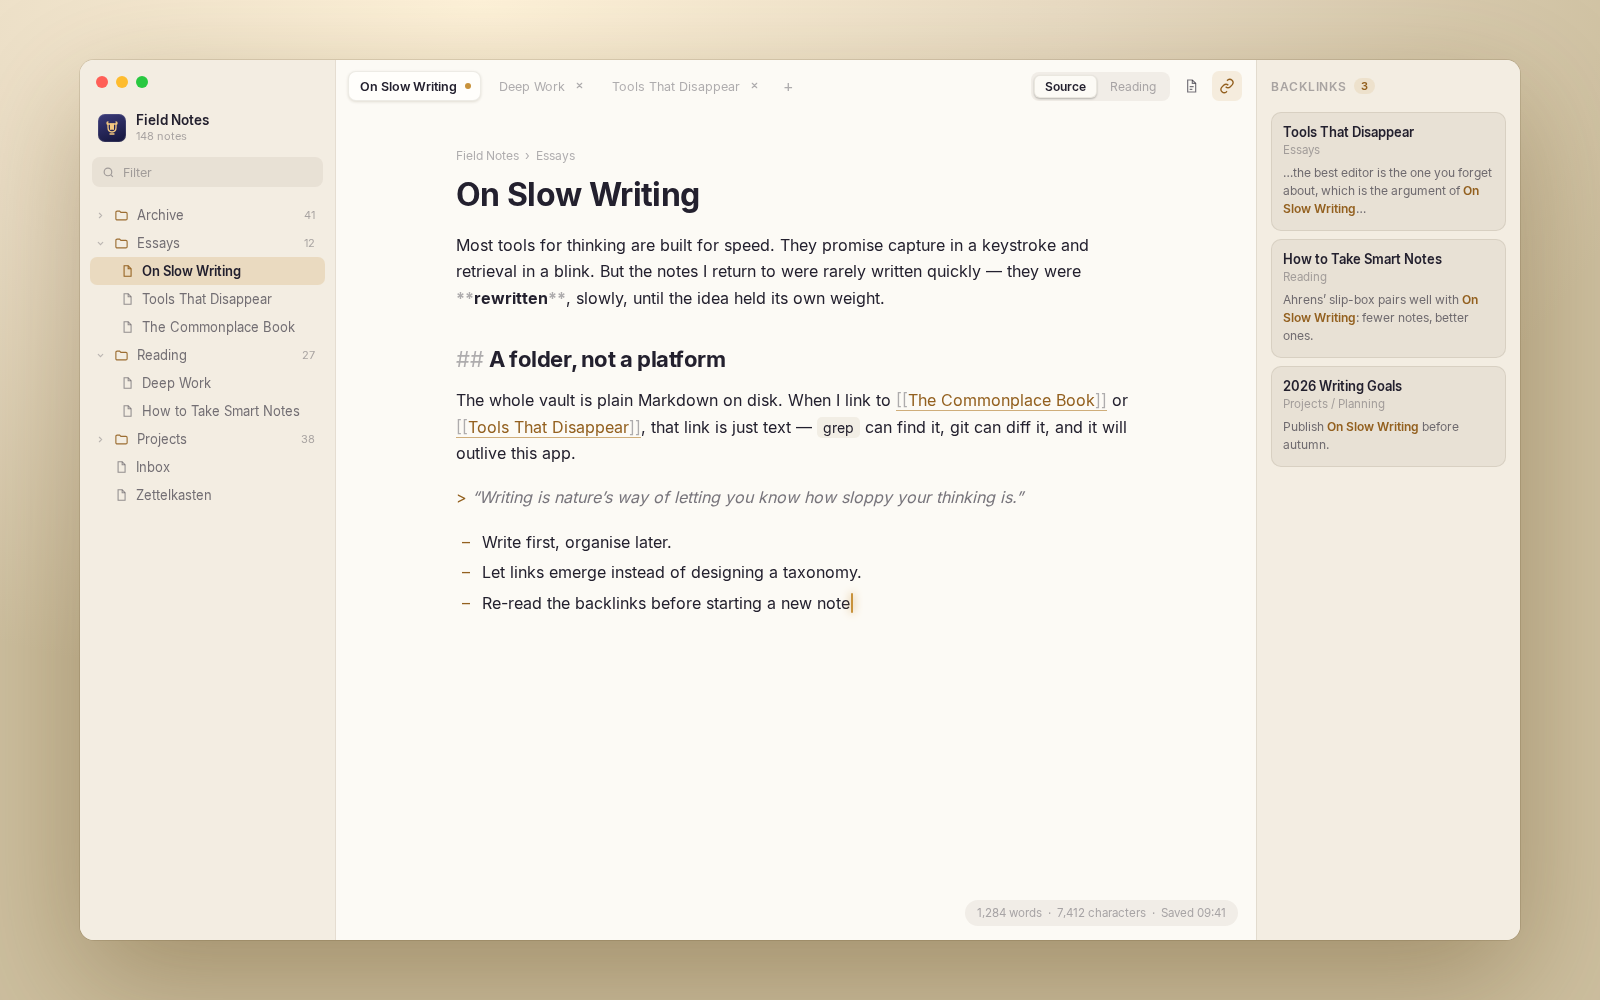 Field Notes
148 notes
Filter
Archive 41
Essays 12
On Slow Writing
Tools That Disappear
The Commonplace Book
Reading 27
Deep Work
How to Take Smart Notes
Projects 38
Inbox
Zettelkasten
On Slow Writing Deep Work × Tools That Disappear × +
Source Reading
Field Notes › Essays
On Slow Writing
Most tools for thinking are built for speed. They promise capture in a keystroke and
retrieval in a blink. But the notes I return to were rarely written quickly — they were
**rewritten**, slowly, until the idea held its own weight.
## A folder, not a platform
The whole vault is plain Markdown on disk. When I link to [[The Commonplace Book]] or
[[Tools That Disappear]], that link is just text — grep can find it, git can diff it, and it will
outlive this app.
> “Writing is nature’s way of letting you know how sloppy your thinking is.”
– Write first, organise later.
– Let links emerge instead of designing a taxonomy.
– Re-read the backlinks before starting a new note
1,284 words · 7,412 characters · Saved 09:41
BACKLINKS 3
Tools That Disappear
Essays
…the best editor is the one you forget
about, which is the argument of On
Slow Writing…
How to Take Smart Notes
Reading
Ahrens’ slip-box pairs well with On
Slow Writing: fewer notes, better
ones.
2026 Writing Goals
Projects / Planning
Publish On Slow Writing before
autumn.